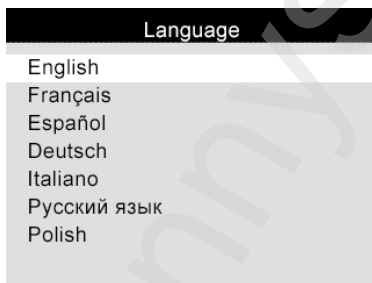 Language
English
Français
Español
Deutsch
Italiano
Русский язык
Polish